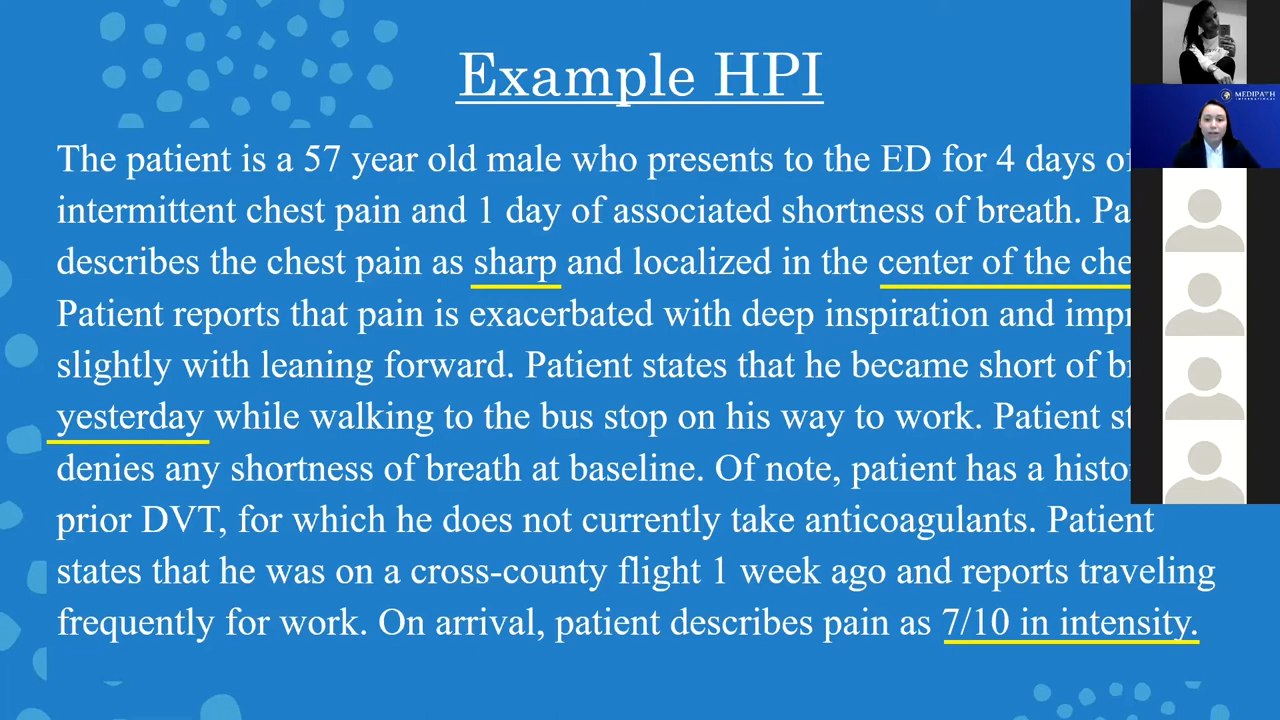 Example HPI
The patient is a 57 year old male who presents to the ED for 4 days of
intermittent chest pain and 1 day of associated shortness of breath.
describes the chest pain as sharp and localized in the center of the
Patient reports that pain is exacerbated with deep inspiration and
slightly with leaning forward. Patient states that he became short of
yesterday while walking to the bus stop on his way to work. Patient
denies any shortness of breath at baseline. Of note, patient has a
prior DVT, for which he does not currently take anticoagulants. Patient
states that he was on a cross-county flight 1 week ago and reports traveling
frequently for work. On arrival, patient describes pain as 7/10 in intensity.
MEDIPATH
INTERNATIONAL